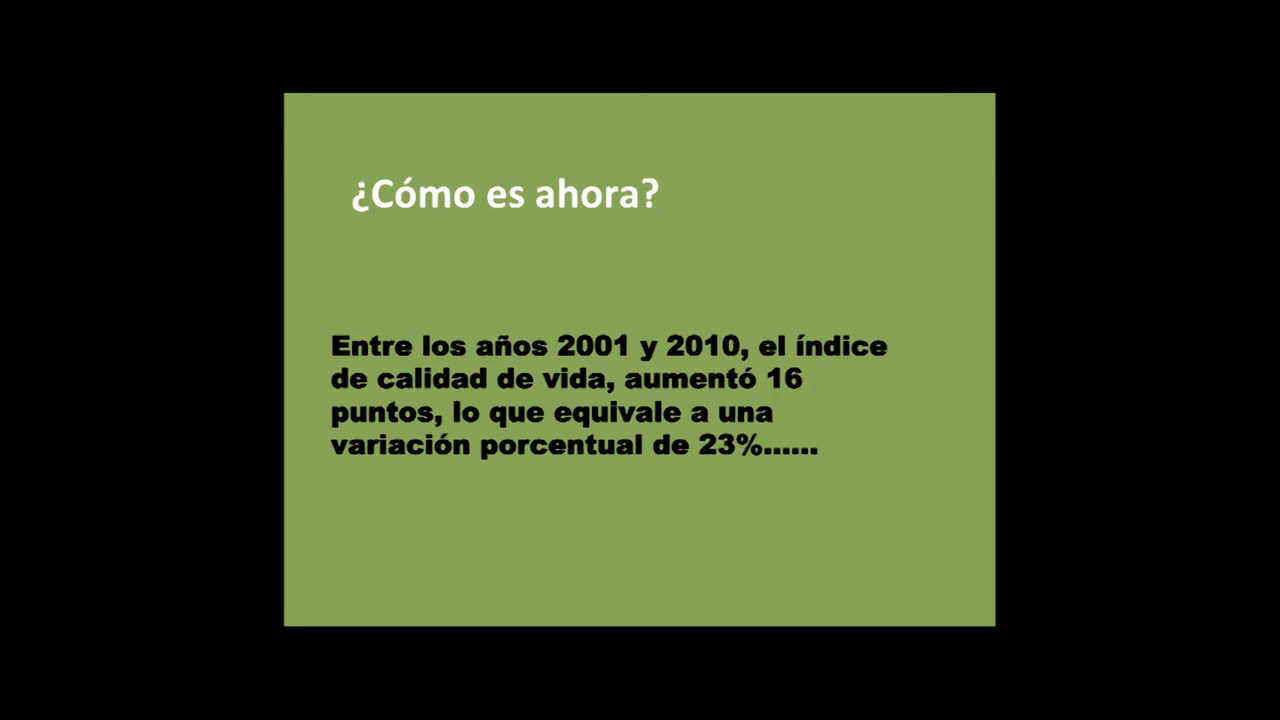 ¿Cómo es ahora?
Entre los años 2001 y 2010, el índice
de calidad de vida, aumentó 16
puntos, lo que equivale a una
variación porcentual de 23%......